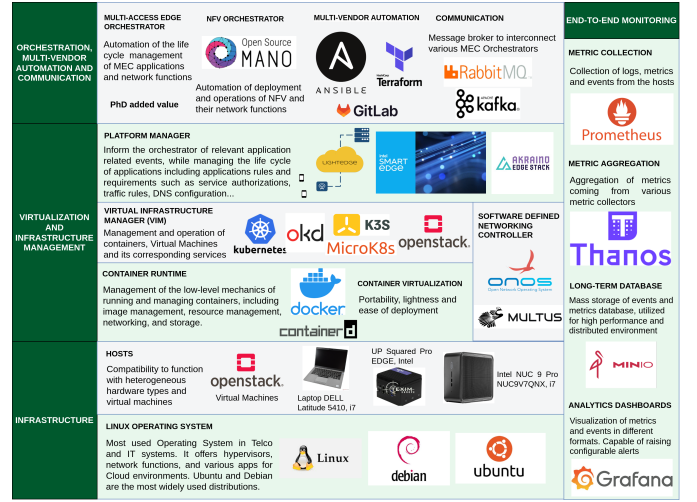 ORCHESTRATION,
MULTI-VENDOR
AUTOMATION AND
COMMUNICATION
MULTI-ACCESS EDGE
ORCHESTRATOR
Automation of the life
cycle management
of MEC applications
and network functions
PhD added value
NFV ORCHESTRATOR
Open Source
MANO
Automation of deployment
and operations of NFV and
their network functions
MULTI-VENDOR AUTOMATION
ANSIBLE
Terraform
GitLab
COMMUNICATION
Message broker to interconnect
various MEC Orchestrators
RabbitMQ
kafka
VIRTUALIZATION
AND
INFRASTRUCTURE
MANAGEMENT
PLATFORM MANAGER
Inform the orchestrator of relevant application
related events, while managing the life cycle
of applications including applications rules and
requirements such as service authorizations,
traffic rules, DNS configuration...
LIGHTEDGE
SMART
EDGE
AKRAINO
EDGE STACK
VIRTUAL INFRASTRUCTURE
MANAGER (VIM)
Management and operation of
containers, Virtual Machines
and its corresponding services
kubernetes
okd
K3S
MicroK8s
openstack.
SOFTWARE DEFINED
NETWORKING
CONTROLLER
onos
Open Network Operating System
MULTUS
CONTAINER RUNTIME
Management of the low-level mechanics of
running and managing containers, including
image management, resource management,
networking, and storage.
docker
containerd
CONTAINER VIRTUALIZATION
Portability, lightness and
ease of deployment
INFRASTRUCTURE
HOSTS
Compatibility to function
with heterogeneous
hardware types and
virtual machines
openstack.
Virtual Machines
Laptop DELL
Latitude 5410, i7
UP Squared Pro
EDGE, Intel
Intel NUC 9 Pro
NUC9V7QNX, i7
LINUX OPERATING SYSTEM
Most used Operating System in Telco
and IT systems. It offers hypervisors,
network functions, and various apps for
Cloud environments. Ubuntu and Debian
are the most widely used distributions.
Linux
debian
ubuntu
END-TO-END MONITORING
METRIC COLLECTION
Collection of logs, metrics
and events from the hosts
Prometheus
METRIC AGGREGATION
Aggregation of metrics
coming from various
metric collectors
Thanos
LONG-TERM DATABASE
Mass storage of events and
metrics database, utilized
for high performance and
distributed environment
MINIO
ANALYTICS DASHBOARDS
Visualization of metrics
and events in different
formats. Capable of raising
configurable alerts
Grafana